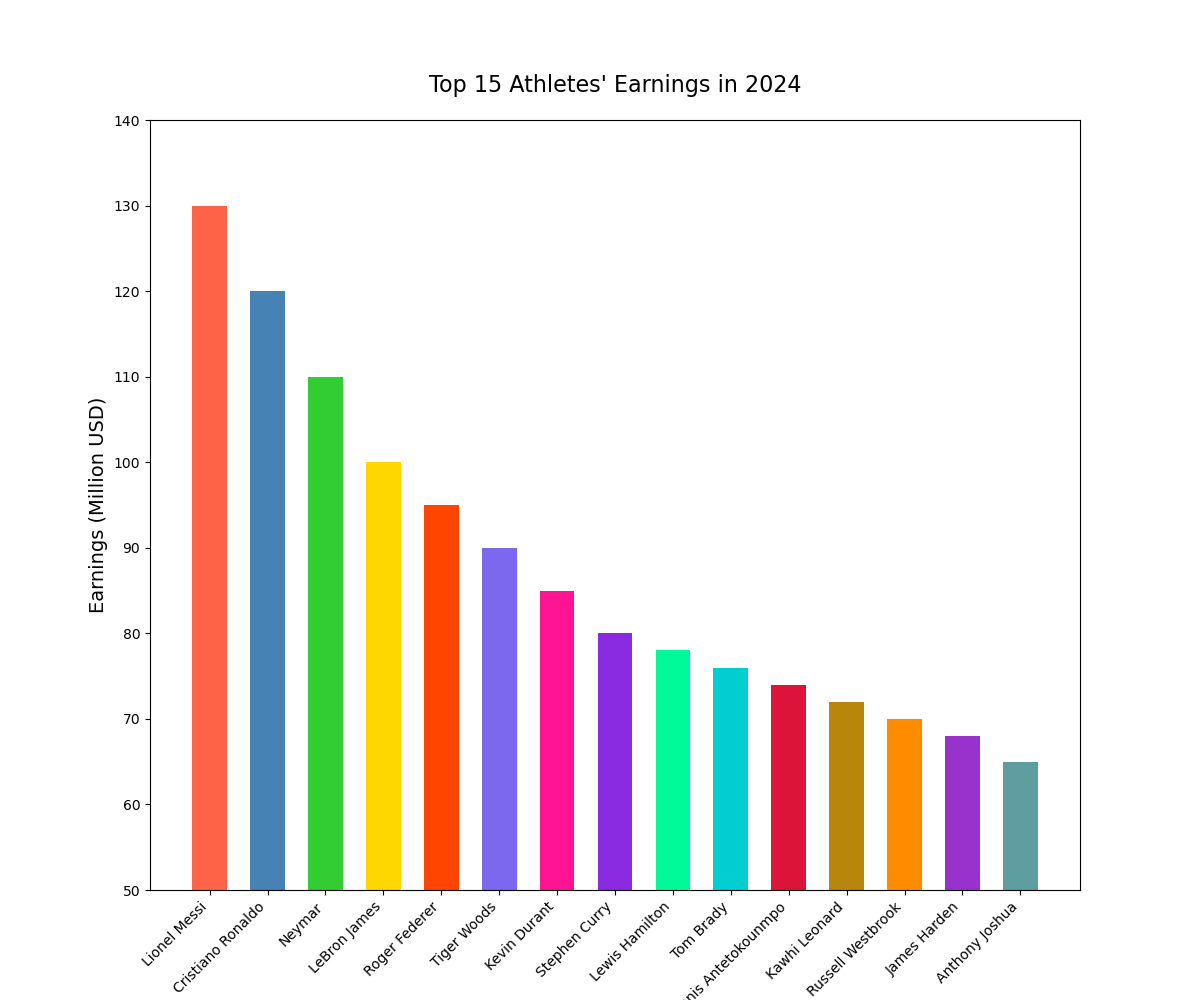 Top 15 Athletes' Earnings in 2024
Earnings (Million USD)
140
130
120
110
100
90
80
70
60
50
Lionel Messi
Cristiano Ronaldo
Neymar
LeBron James
Roger Federer
Tiger Woods
Kevin Durant
Stephen Curry
Lewis Hamilton
Tom Brady
Antetokounmpo
Kawhi Leonard
Russell Westbrook
James Harden
Anthony Joshua